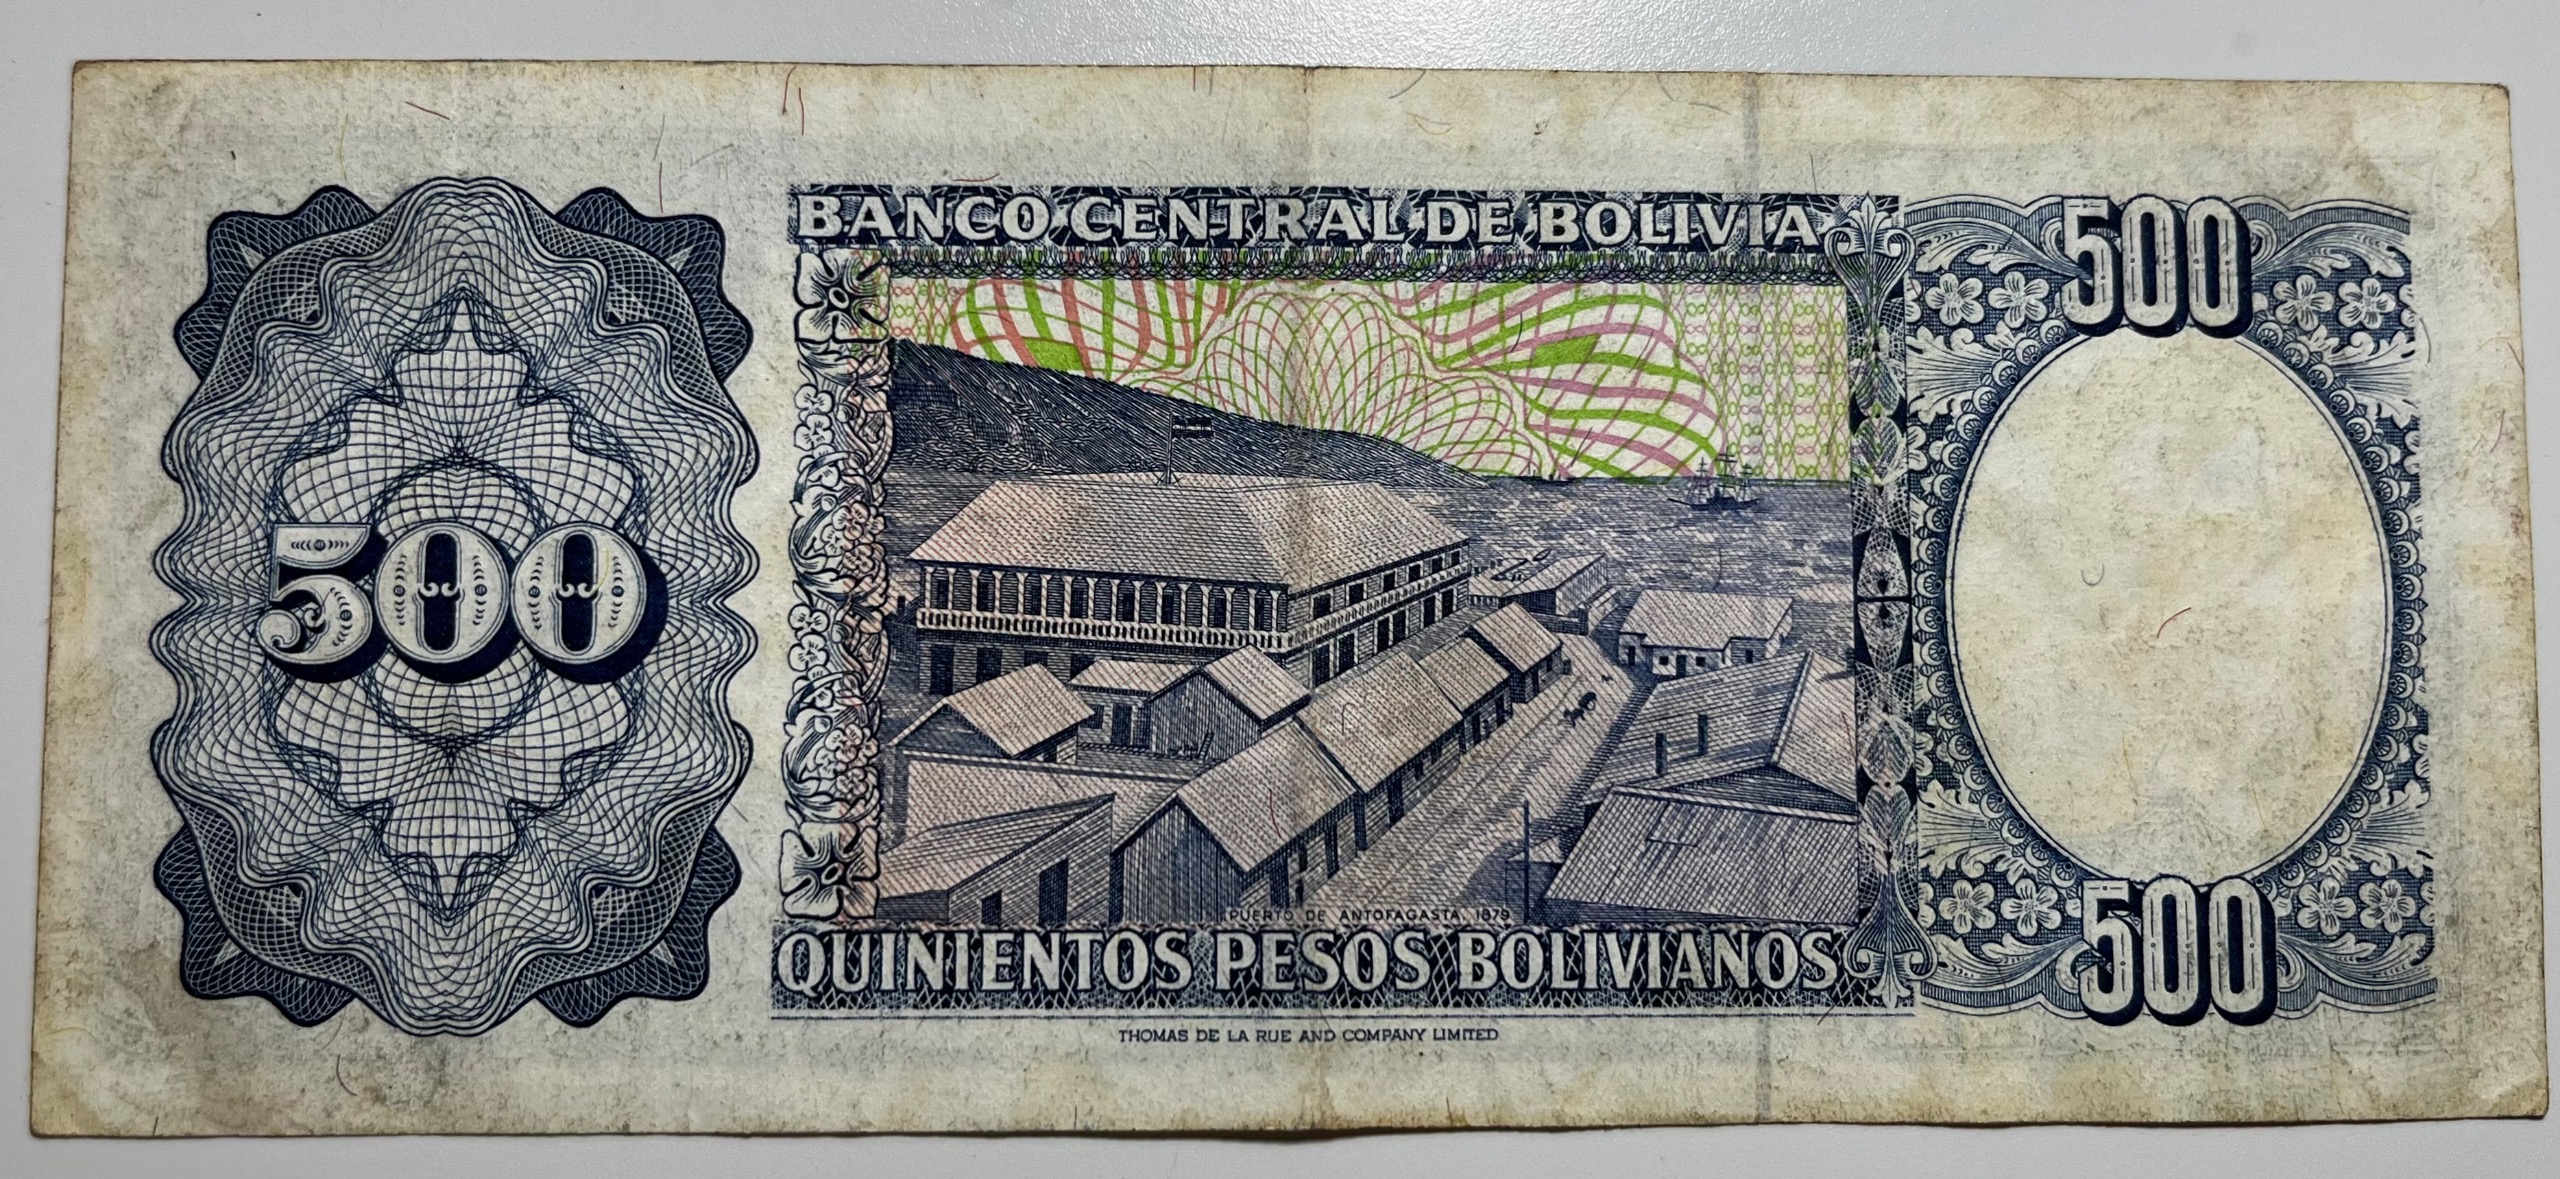 BANCO CENTRAL DE BOLIVIA
500
500
PUERTO DE ANTOFAGASTA, 1879
QUINIENTOS PESOS BOLIVIANOS
500
THOMAS DE LA RUE AND COMPANY LIMITED